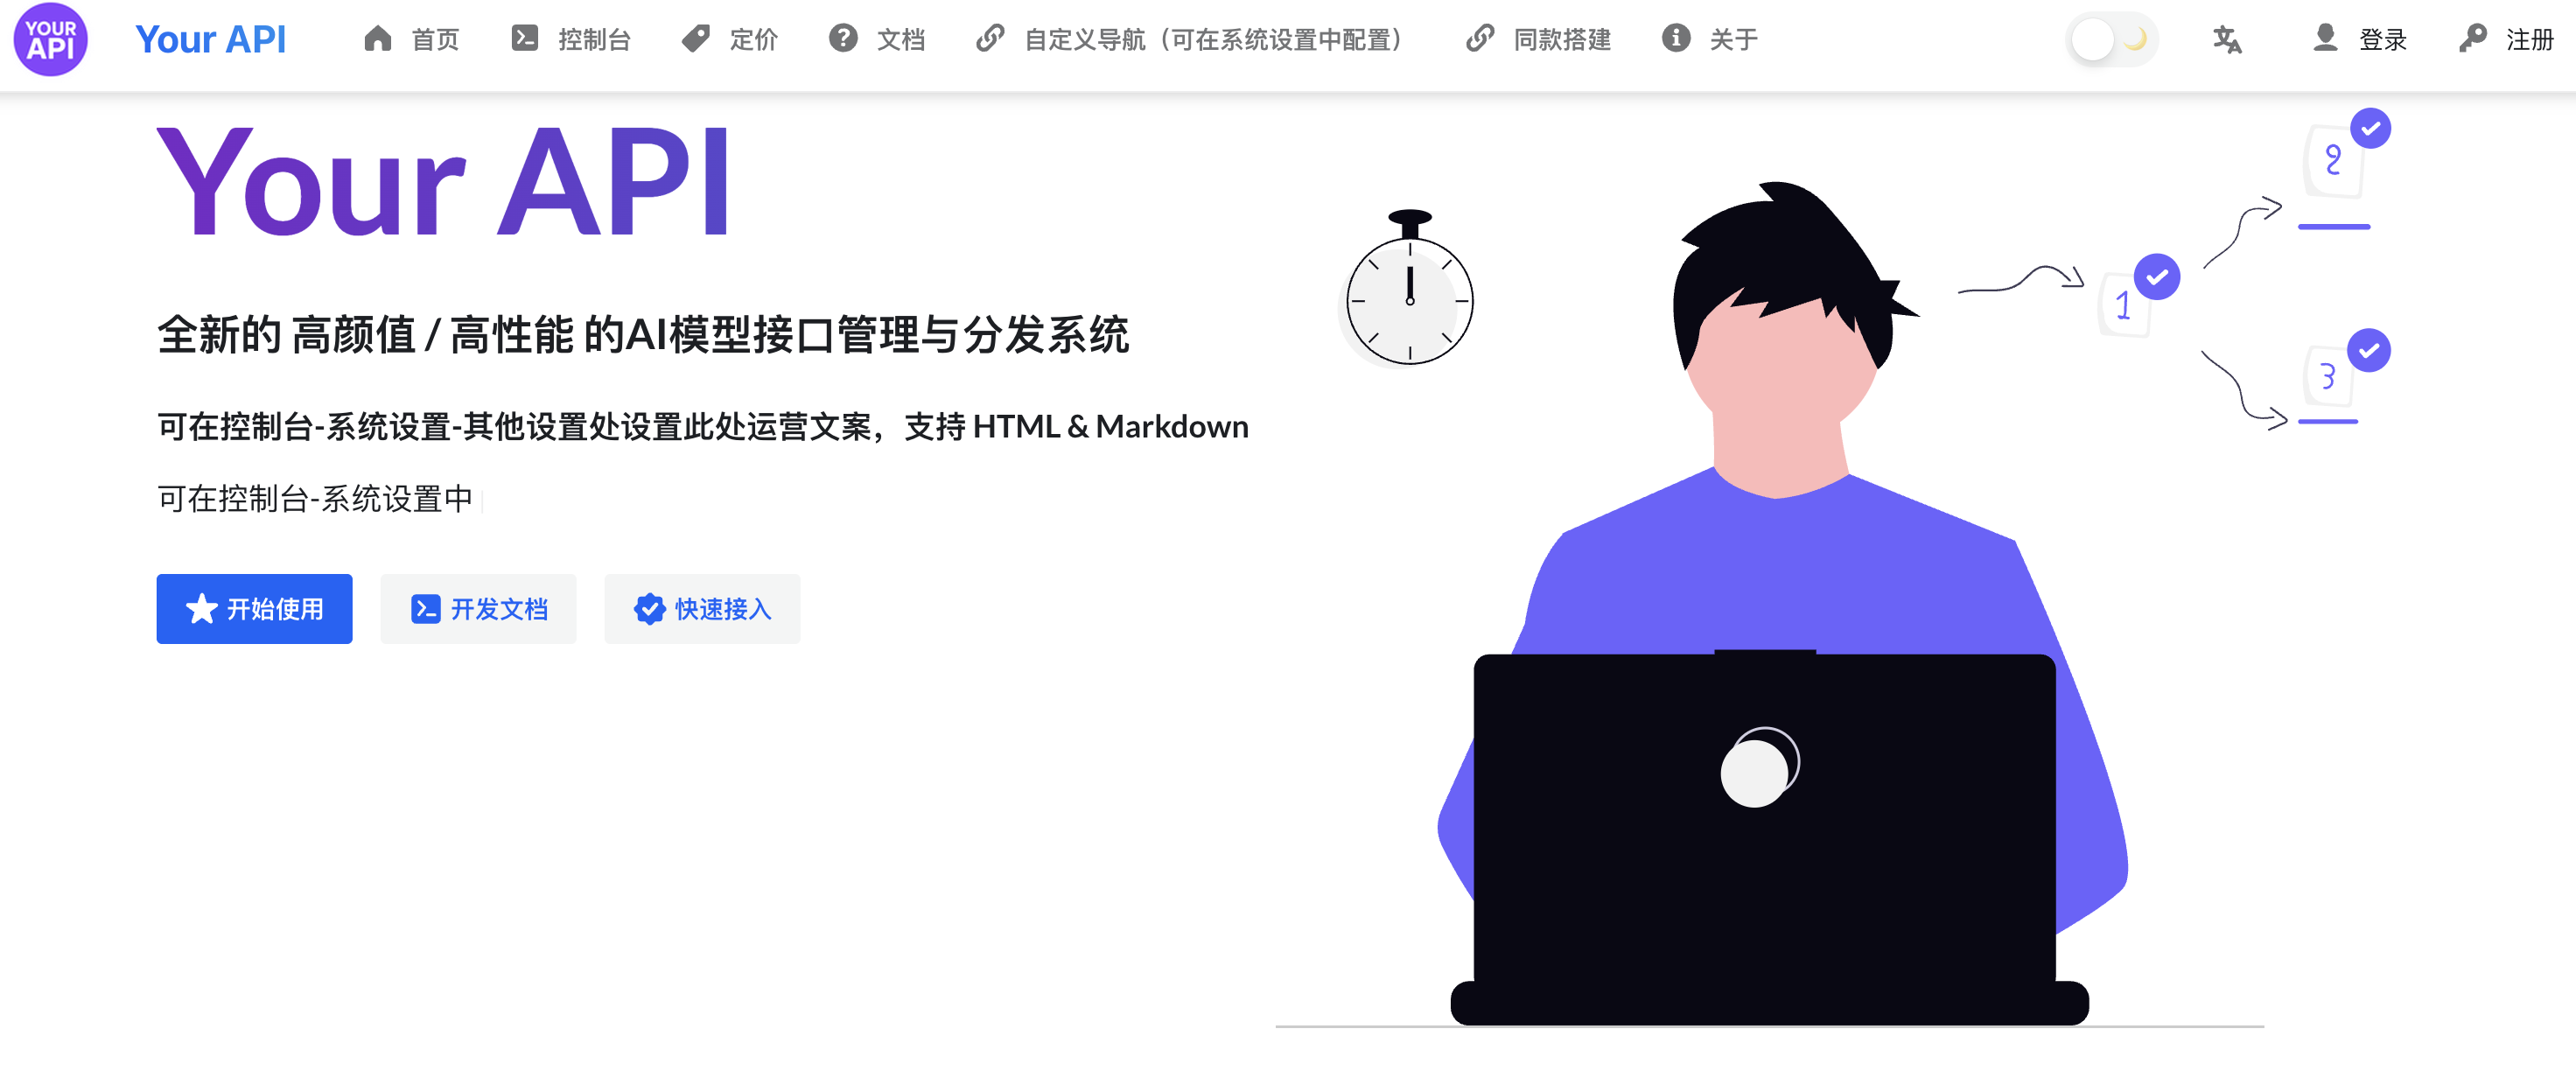 YOUR
API
Your API
首页
控制台
定价
文档
自定义导航（可在系统设置中配置）
同款搭建
关于
登录
注册
Your API
全新的 高颜值 / 高性能 的AI模型接口管理与分发系统
可在控制台-系统设置-其他设置处设置此处运营文案，支持 HTML & Markdown
可在控制台-系统设置中
开始使用
开发文档
快速接入
2
1
3